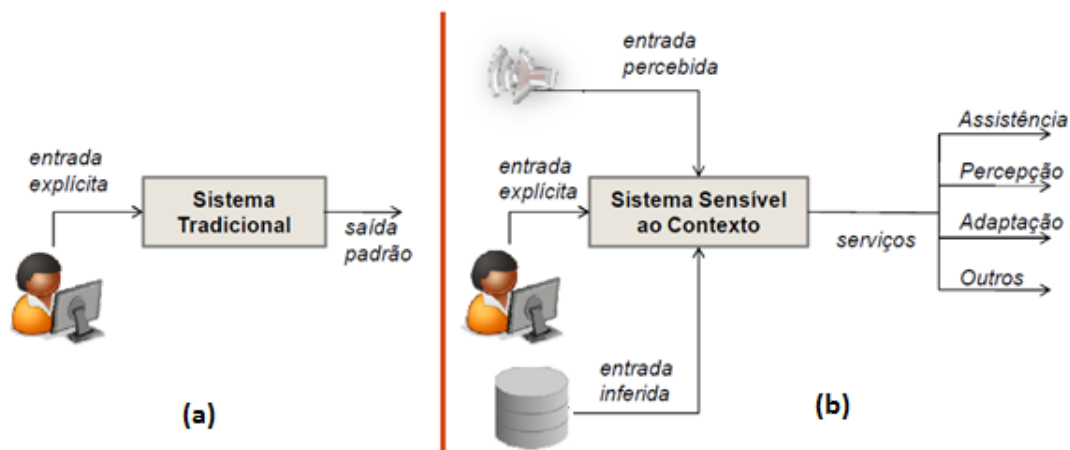 entrada
explícita
Sistema
Tradicional
saída
padrão
(a)
entrada
percebida
entrada
explícita
Sistema Sensível
ao Contexto
serviços
Assistência
Percepção
Adaptação
Outros
entrada
inferida
(b)